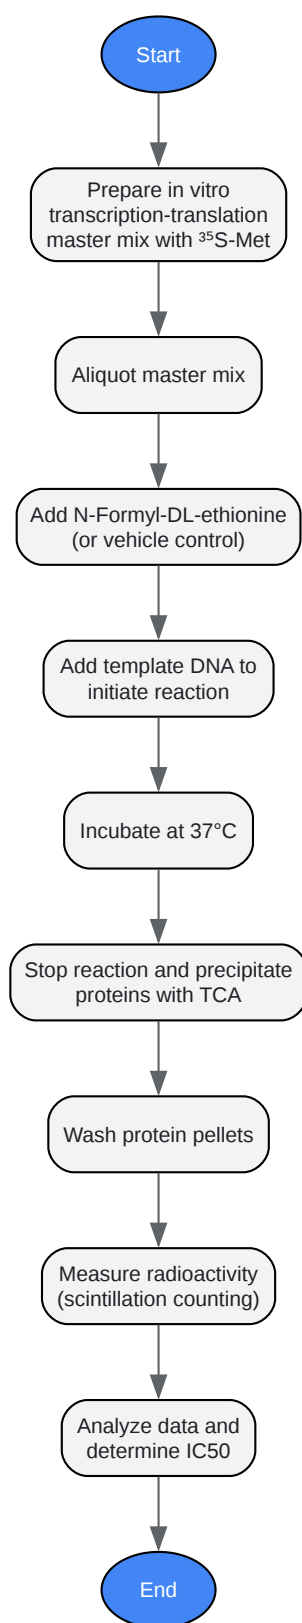 Start
Prepare in vitro
transcription-translation
master mix with ³⁵S-Met
Aliquot master mix
Add N-Formyl-DL-ethionine
(or vehicle control)
Add template DNA to
initiate reaction
Incubate at 37°C
Stop reaction and precipitate
proteins with TCA
Wash protein pellets
Measure radioactivity
(scintillation counting)
Analyze data and
determine IC50
End